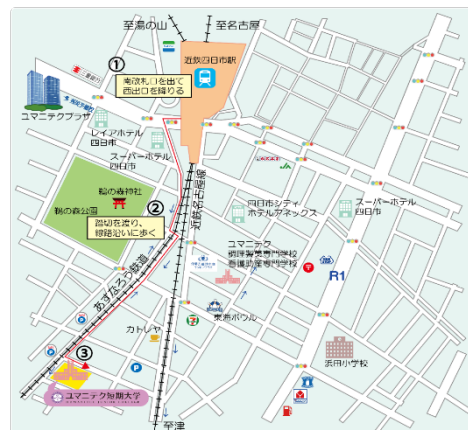 至湯の山
至名古屋
①
南改札口を出て
西出口を降りる
近鉄四日市駅
ユマニテクプラザ
レイアホテル
四日市
スーパーホテル
四日市
鵜の森神社
鵜の森公園
②
踏切を渡り、
線路沿いに歩く
近鉄名古屋線
四日市シティ
ホテルアネックス
スーパーホテル
四日市
あすなろう鉄道
ユマニテク
調理製菓専門学校
看護助産専門学校
R1
東海ボウル
カトレヤ
浜田小学校
③
ユマニテク短期大学
至津